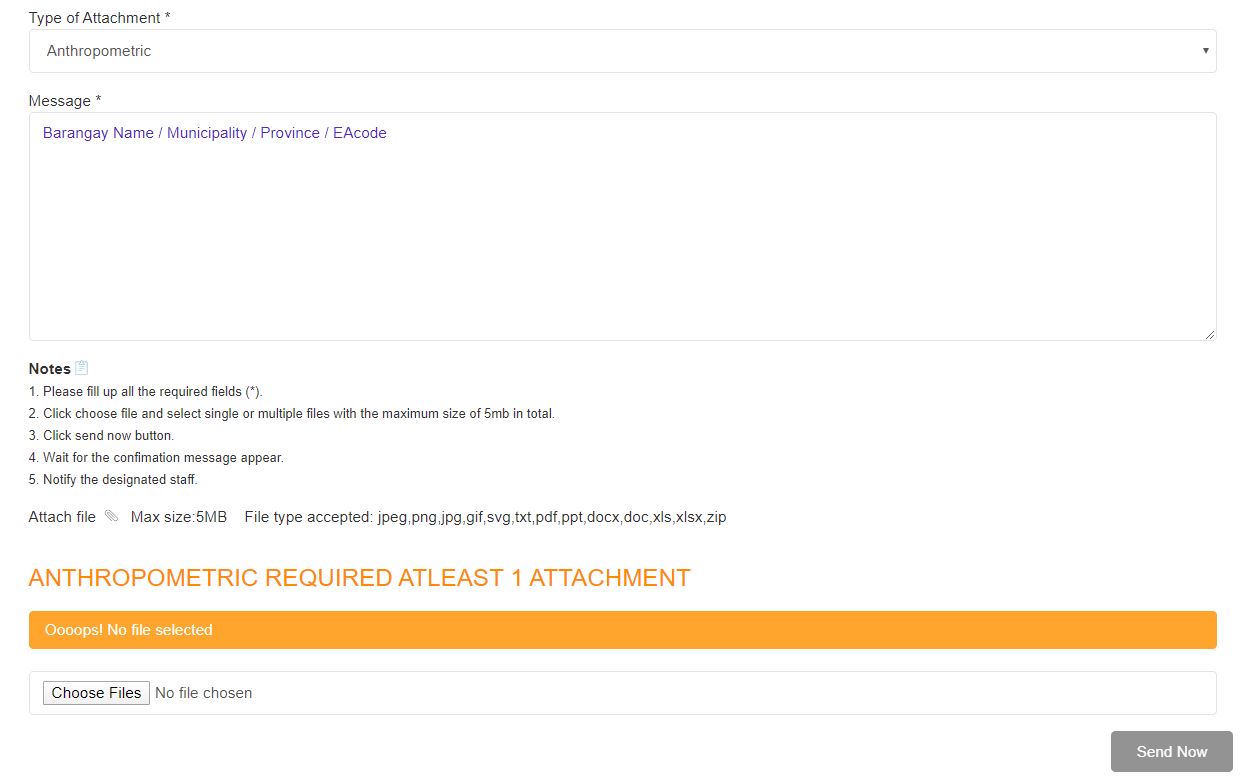 Type of Attachment *
Anthropometric
Message *
Barangay Name / Municipality / Province / EAcode
Notes
1. Please fill up all the required fields (*).
2. Click choose file and select single or multiple files with the maximum size of 5mb in total.
3. Click send now button.
4. Wait for the confimation message appear.
5. Notify the designated staff.
Attach file Max size:5MB File type accepted: jpeg,png,jpg,gif,svg,txt,pdf,ppt,docx,doc,xls,xlsx,zip
ANTHROPOMETRIC REQUIRED ATLEAST 1 ATTACHMENT
Oooops! No file selected
Choose Files No file chosen
Send Now